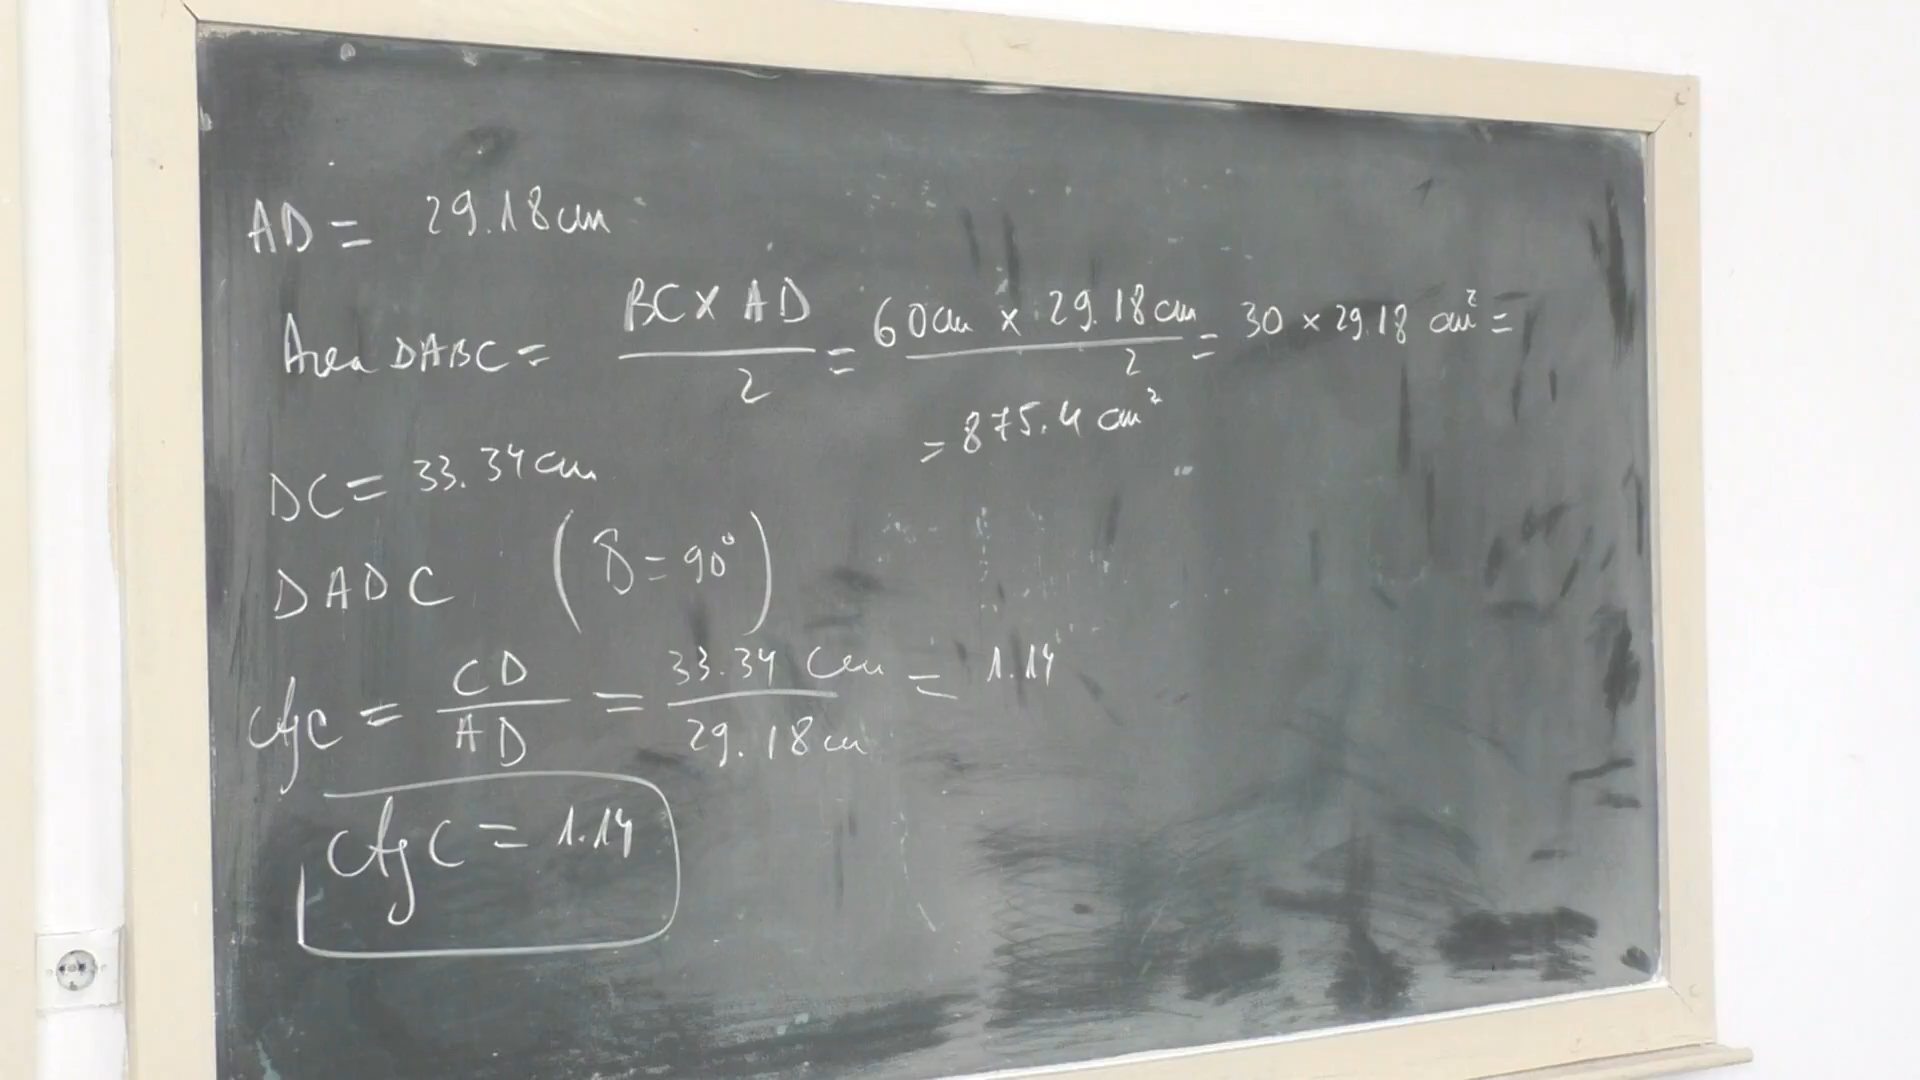 AD = 29.18 cm
Area DABC = BC x AD / 2 = 60 cm x 29.18 cm / 2 = 30 x 29.18 cm² =
= 875.4 cm²
DC = 33.34 cm
DADC (D̂ = 90°)
ctg C = CD / AD = 33.34 cm / 29.18 cm = 1.14
ctg C = 1.14